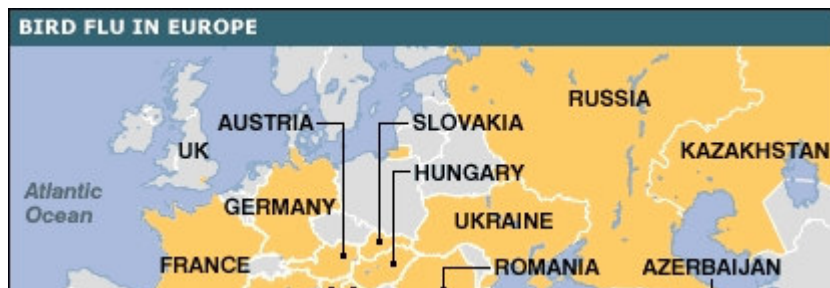 BIRD FLU IN EUROPE
RUSSIA
AUSTRIA
SLOVAKIA
UK
KAZAKHSTAN
HUNGARY
Atlantic
Ocean
GERMANY
UKRAINE
FRANCE
ROMANIA
AZERBAIJAN